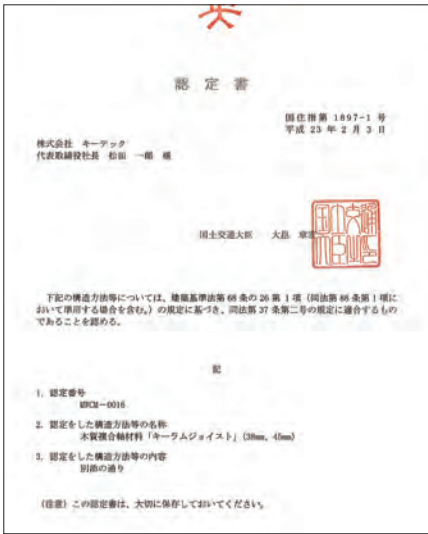 認 定 書
国住指第 1897-1 号
平成 23 年 2 月 3 日
株式会社 キーテック
代表取締役社長 松田 一郎 様
国土交通大臣 大畠 章宏
下記の構造方法等については、建築基準法第 68 条の 26 第 1 項（同法第 88 条第 1 項に
おいて準用する場合を含む。）の規定に基づき、同法第 37 条第二号の規定に適合するもの
であることを認める。
記
1. 認定番号
MWCM-0016
2. 認定をした構造方法等の名称
木質複合軸材料「キーラムジョイスト」(38mm, 45mm)
3. 認定をした構造方法等の内容
別添の通り
（注意）この認定書は、大切に保存しておいてください。